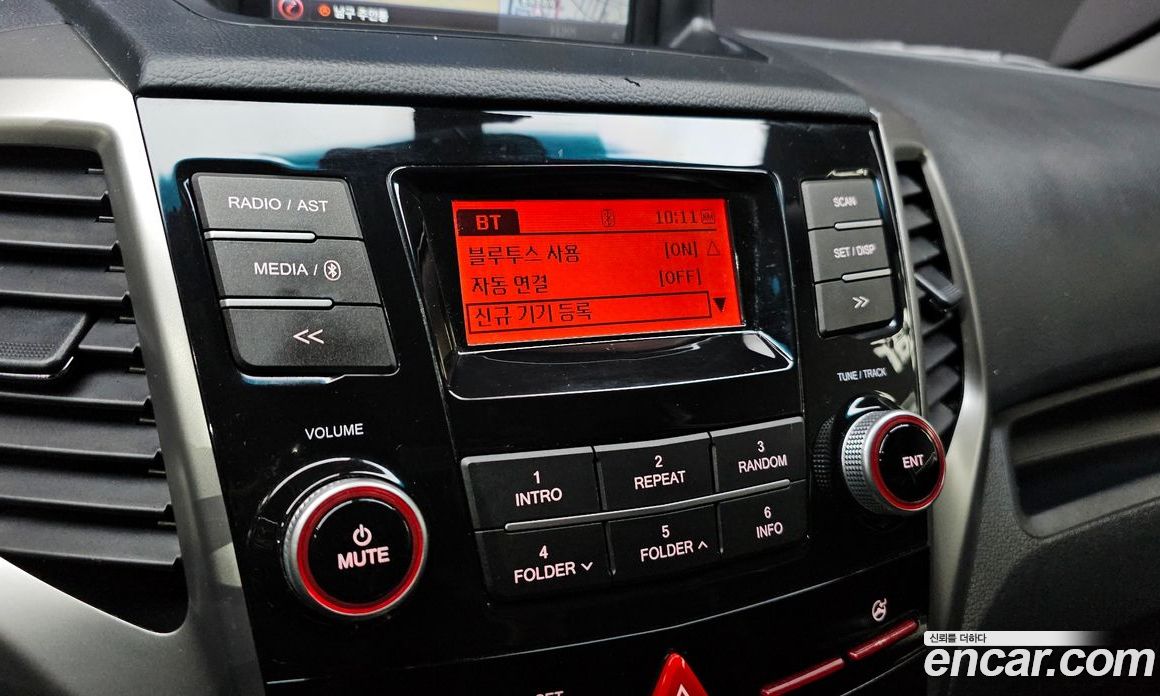 남구 주안동
RADIO / AST
MEDIA /
VOLUME
MUTE
BT
10:11
블루투스 사용 [ON]
자동 연결 [OFF]
신규 기기 등록
SCAN
SET / DISP
TUNE / TRACK
ENT
1
INTRO
2
REPEAT
3
RANDOM
4
FOLDER
5
FOLDER
6
INFO
신뢰를 더하다
encar.com